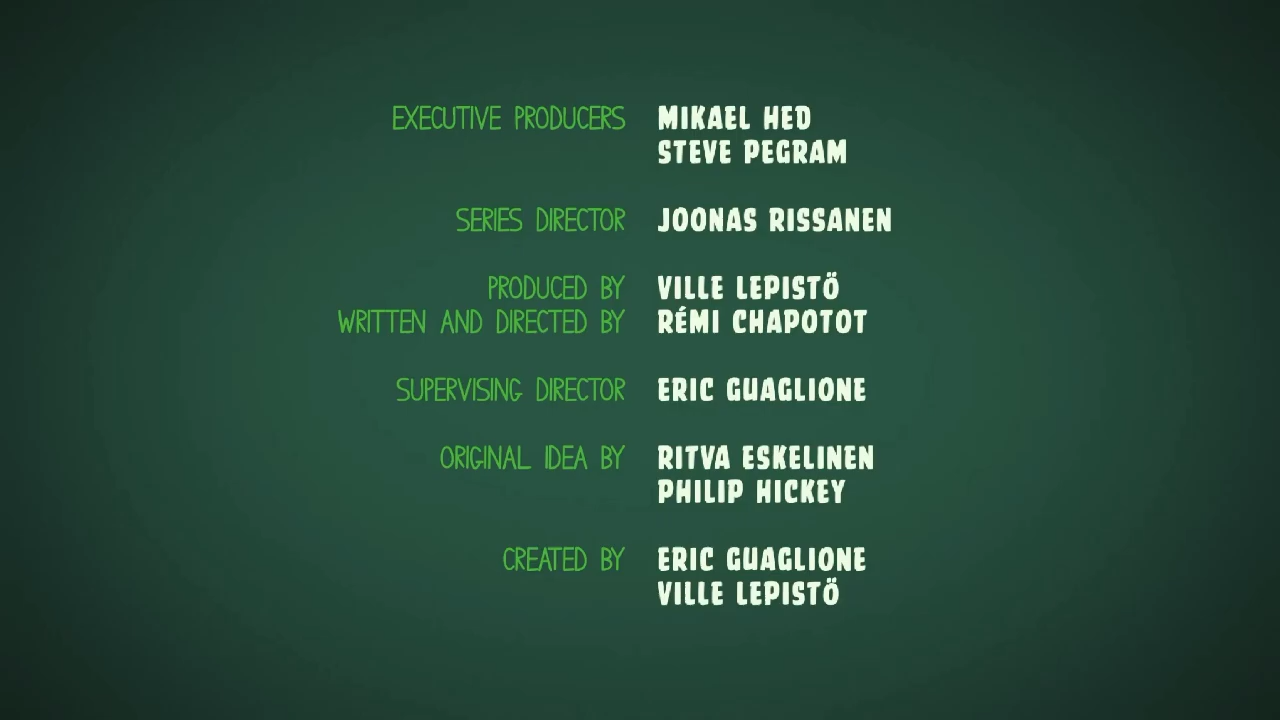 EXECUTIVE PRODUCERS MIKAEL HED
STEVE PEGRAM
SERIES DIRECTOR JOONAS RISSANEN
PRODUCED BY VILLE LEPISTÖ
WRITTEN AND DIRECTED BY RÉMI CHAPOTOT
SUPERVISING DIRECTOR ERIC GUAGLIONE
ORIGINAL IDEA BY RITVA ESKELINEN
PHILIP HICKEY
CREATED BY ERIC GUAGLIONE
VILLE LEPISTÖ